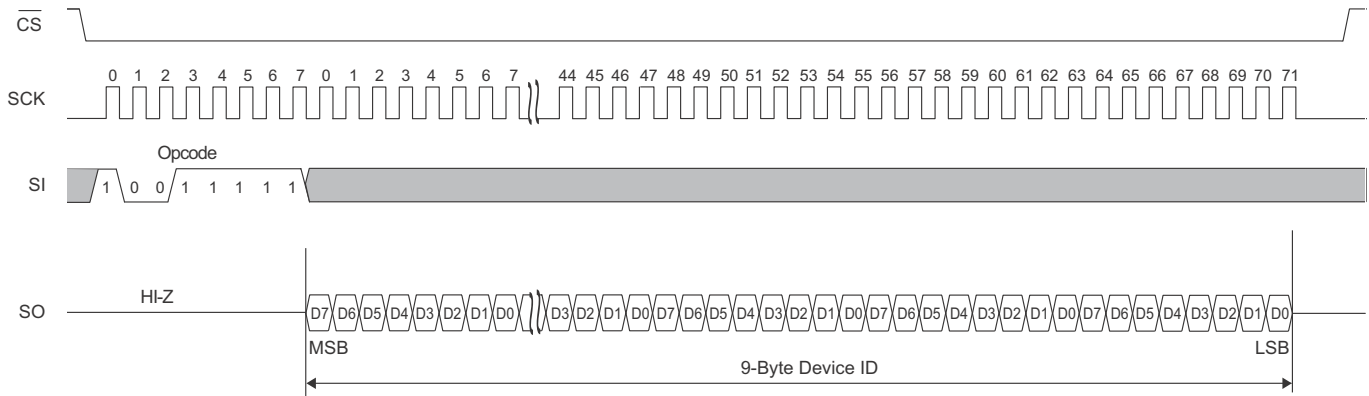 CS
0 1 2 3 4 5 6 7 0 1 2 3 4 5 6 7 44 45 46 47 48 49 50 51 52 53 54 55 56 57 58 59 60 61 62 63 64 65 66 67 68 69 70 71
SCK
Opcode
SI 1 0 0 1 1 1 1 1
HI-Z
SO D7 D6 D5 D4 D3 D2 D1 D0 D3 D2 D1 D0 D7 D6 D5 D4 D3 D2 D1 D0 D7 D6 D5 D4 D3 D2 D1 D0 D7 D6 D5 D4 D3 D2 D1 D0
MSB LSB
9-Byte Device ID